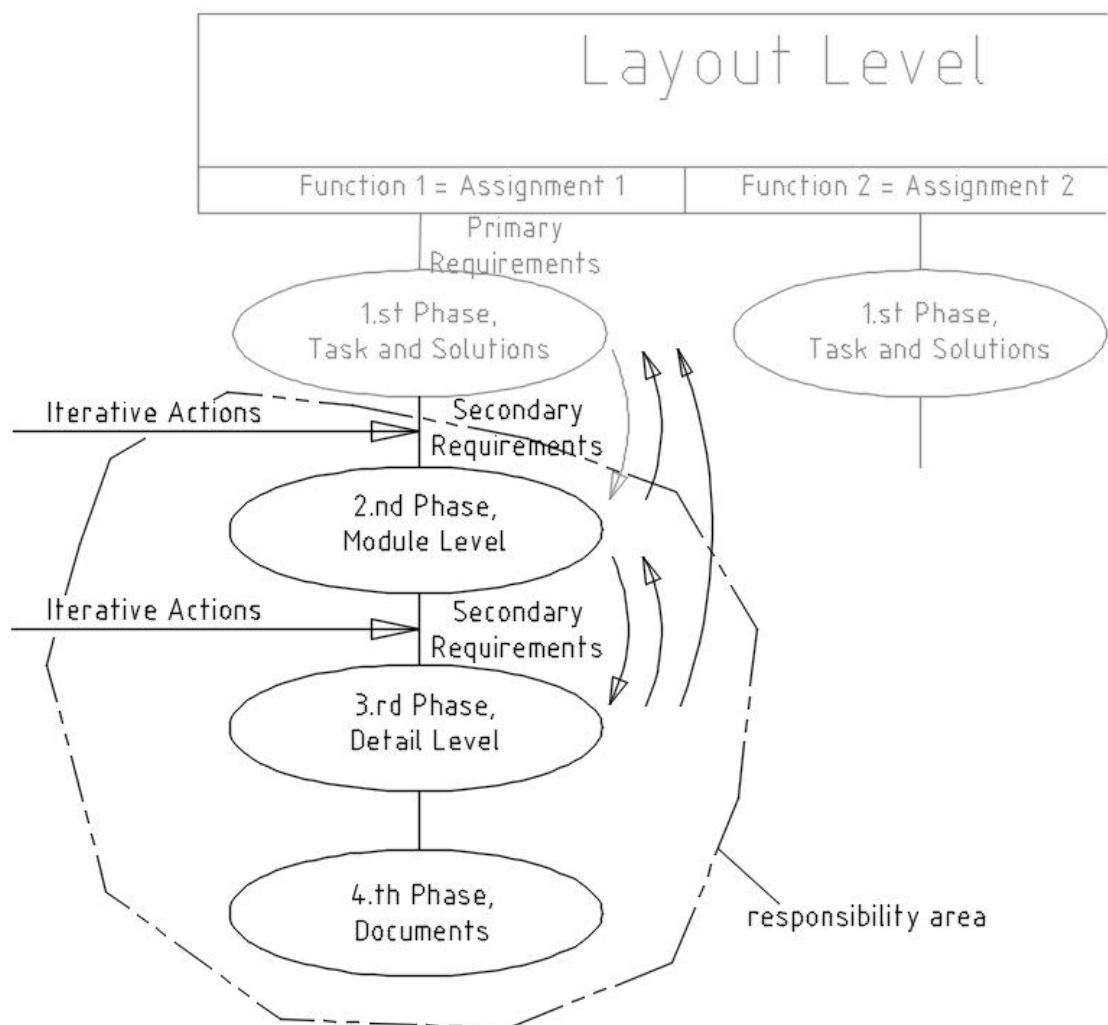 Layout Level
Function 1 = Assignment 1
Function 2 = Assignment 2
Primary
Requirements
1.st Phase,
Task and Solutions
1.st Phase,
Task and Solutions
Iterative Actions
Secondary
Requirements
2.nd Phase,
Module Level
Iterative Actions
Secondary
Requirements
3.rd Phase,
Detail Level
4.th Phase,
Documents
responsibility area